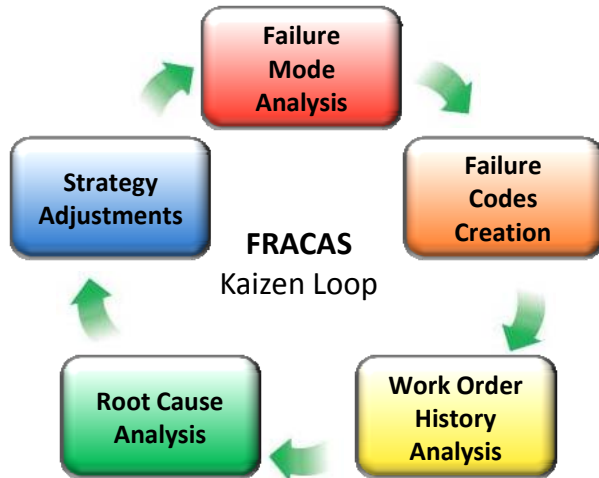 Failure
Mode
Analysis
Failure
Codes
Creation
Work Order
History
Analysis
Root Cause
Analysis
Strategy
Adjustments
FRACAS
Kaizen Loop